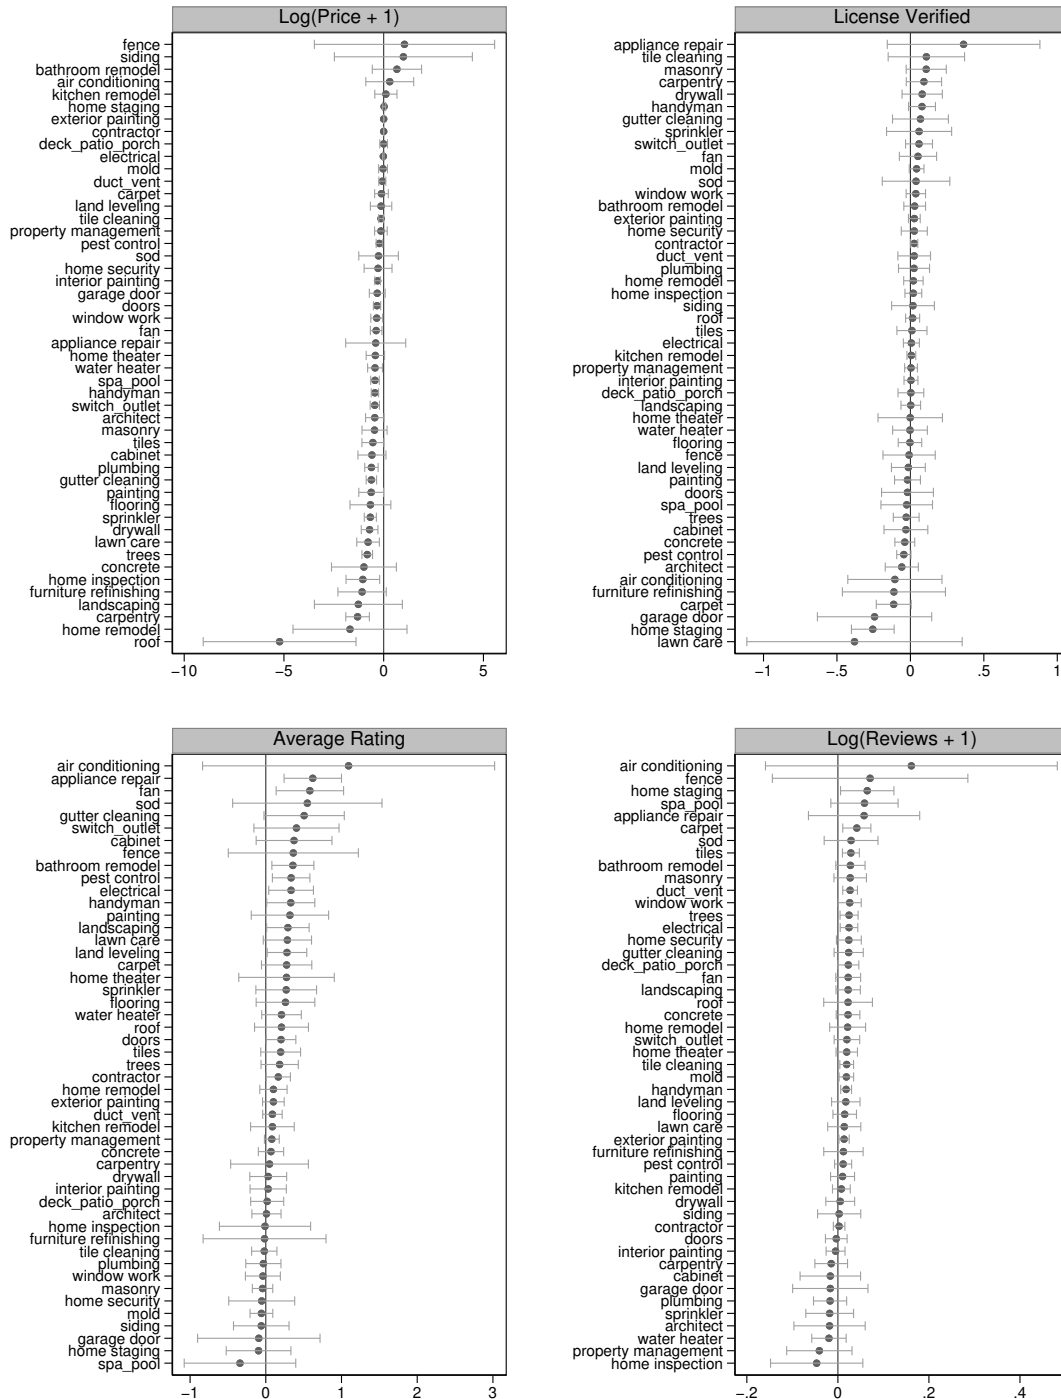 Log(Price + 1)
fence
siding
bathroom remodel
air conditioning
kitchen remodel
home staging
exterior painting
contractor
deck_patio_porch
electrical
mold
duct_vent
carpet
land leveling
tile cleaning
property management
pest control
sod
home security
interior painting
garage door
doors
window work
fan
appliance repair
home theater
water heater
spa_pool
handyman
switch_outlet
architect
masonry
tiles
cabinet
plumbing
gutter cleaning
painting
flooring
sprinkler
drywall
lawn care
trees
concrete
home inspection
furniture refinishing
landscaping
carpentry
home remodel
roof
−10 −5 0 5
License Verified
appliance repair
tile cleaning
masonry
carpentry
drywall
handyman
gutter cleaning
sprinkler
switch_outlet
fan
mold
sod
window work
bathroom remodel
exterior painting
home security
contractor
duct_vent
plumbing
home remodel
home inspection
siding
roof
tiles
electrical
kitchen remodel
property management
interior painting
deck_patio_porch
landscaping
home theater
water heater
flooring
fence
land leveling
painting
doors
spa_pool
trees
cabinet
concrete
pest control
architect
air conditioning
furniture refinishing
carpet
garage door
home staging
lawn care
−1 −.5 0 .5 1
Average Rating
air conditioning
appliance repair
fan
sod
gutter cleaning
switch_outlet
cabinet
fence
bathroom remodel
pest control
electrical
handyman
painting
landscaping
lawn care
land leveling
carpet
home theater
sprinkler
flooring
water heater
roof
doors
tiles
trees
contractor
home remodel
exterior painting
duct_vent
kitchen remodel
property management
concrete
carpentry
drywall
interior painting
deck_patio_porch
architect
home inspection
furniture refinishing
tile cleaning
plumbing
window work
masonry
home security
mold
siding
garage door
home staging
spa_pool
−1 0 1 2 3
Log(Reviews + 1)
air conditioning
fence
home staging
spa_pool
appliance repair
carpet
sod
tiles
bathroom remodel
masonry
duct_vent
window work
trees
electrical
home security
gutter cleaning
deck_patio_porch
fan
landscaping
roof
concrete
home remodel
switch_outlet
home theater
tile cleaning
mold
handyman
land leveling
flooring
lawn care
exterior painting
furniture refinishing
pest control
painting
kitchen remodel
drywall
siding
contractor
doors
interior painting
carpentry
cabinet
garage door
plumbing
sprinkler
architect
water heater
property management
home inspection
−.2 0 .2 .4